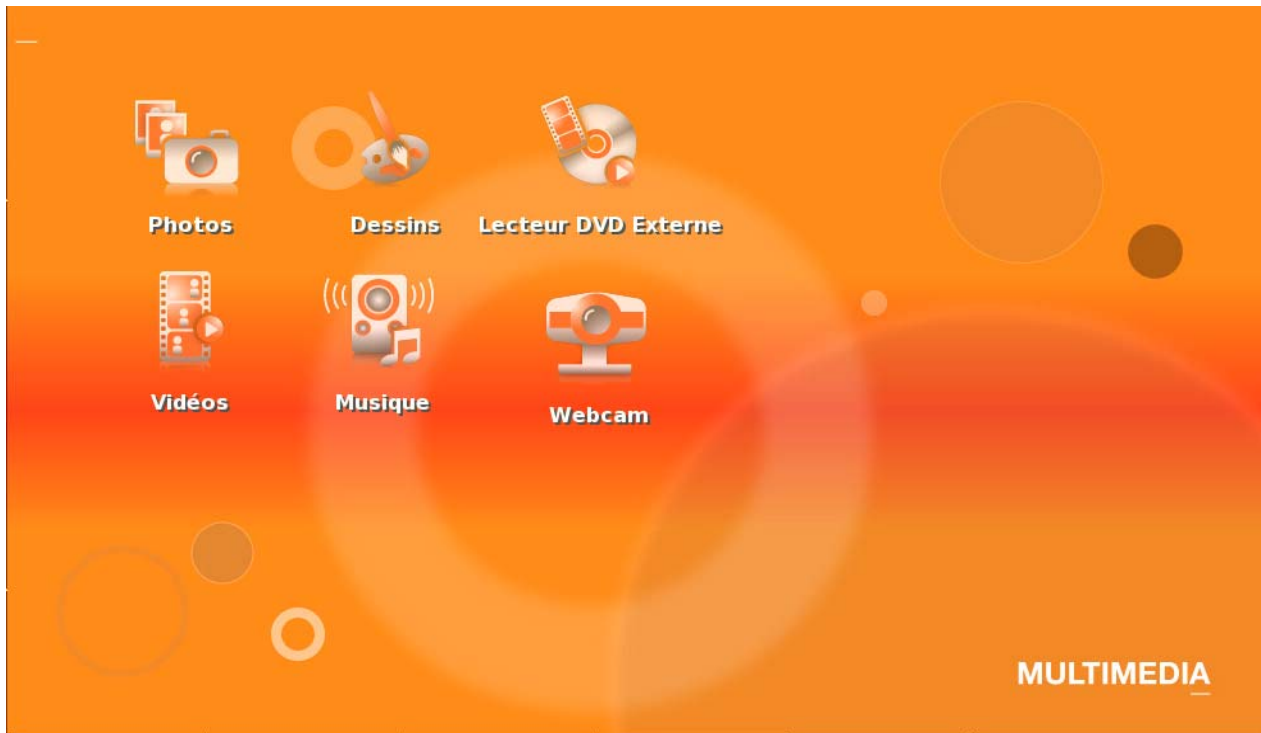 Photos
Dessins
Lecteur DVD Externe
Vidéos
Musique
Webcam
MULTIMEDIA